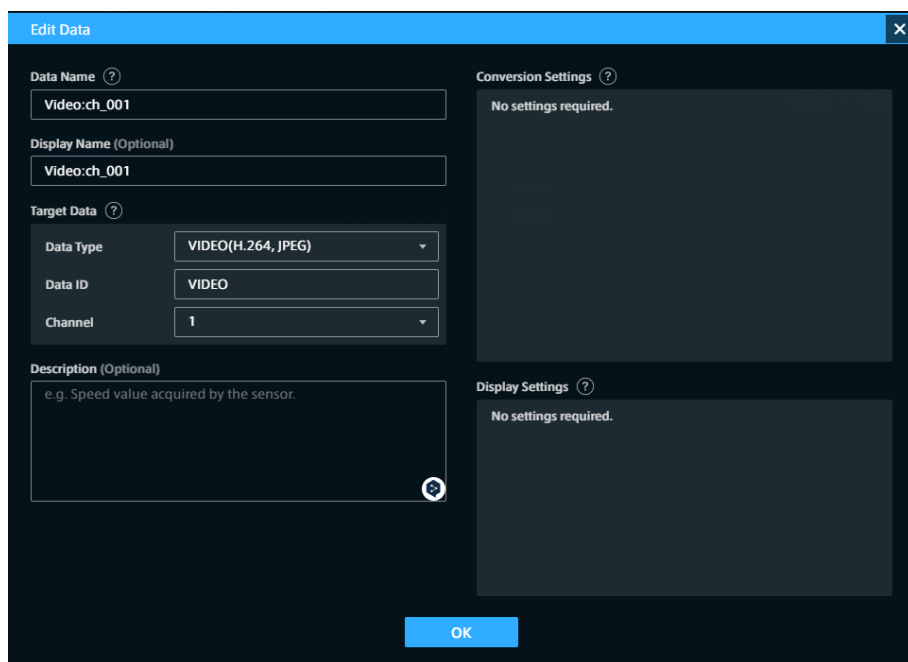 Edit Data
Data Name ?
Video:ch_001
Display Name (Optional)
Video:ch_001
Target Data ?
Data Type VIDEO(H.264, JPEG)
Data ID VIDEO
Channel 1
Description (Optional)
e.g. Speed value acquired by the sensor.
Conversion Settings ?
No settings required.
Display Settings ?
No settings required.
OK